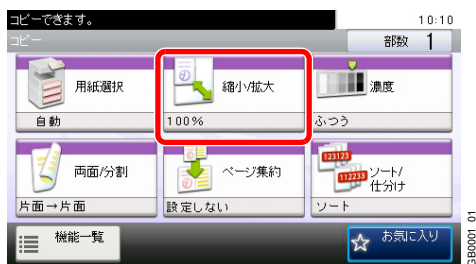 コピーできます。
10:10
コピー
部数 1
用紙選択
縮小/拡大
濃度
自動
100%
ふつう
両面/分割
ページ集約
123123
112233
ソート/
仕分け
片面→片面
設定しない
ソート
機能一覧
お気に入り